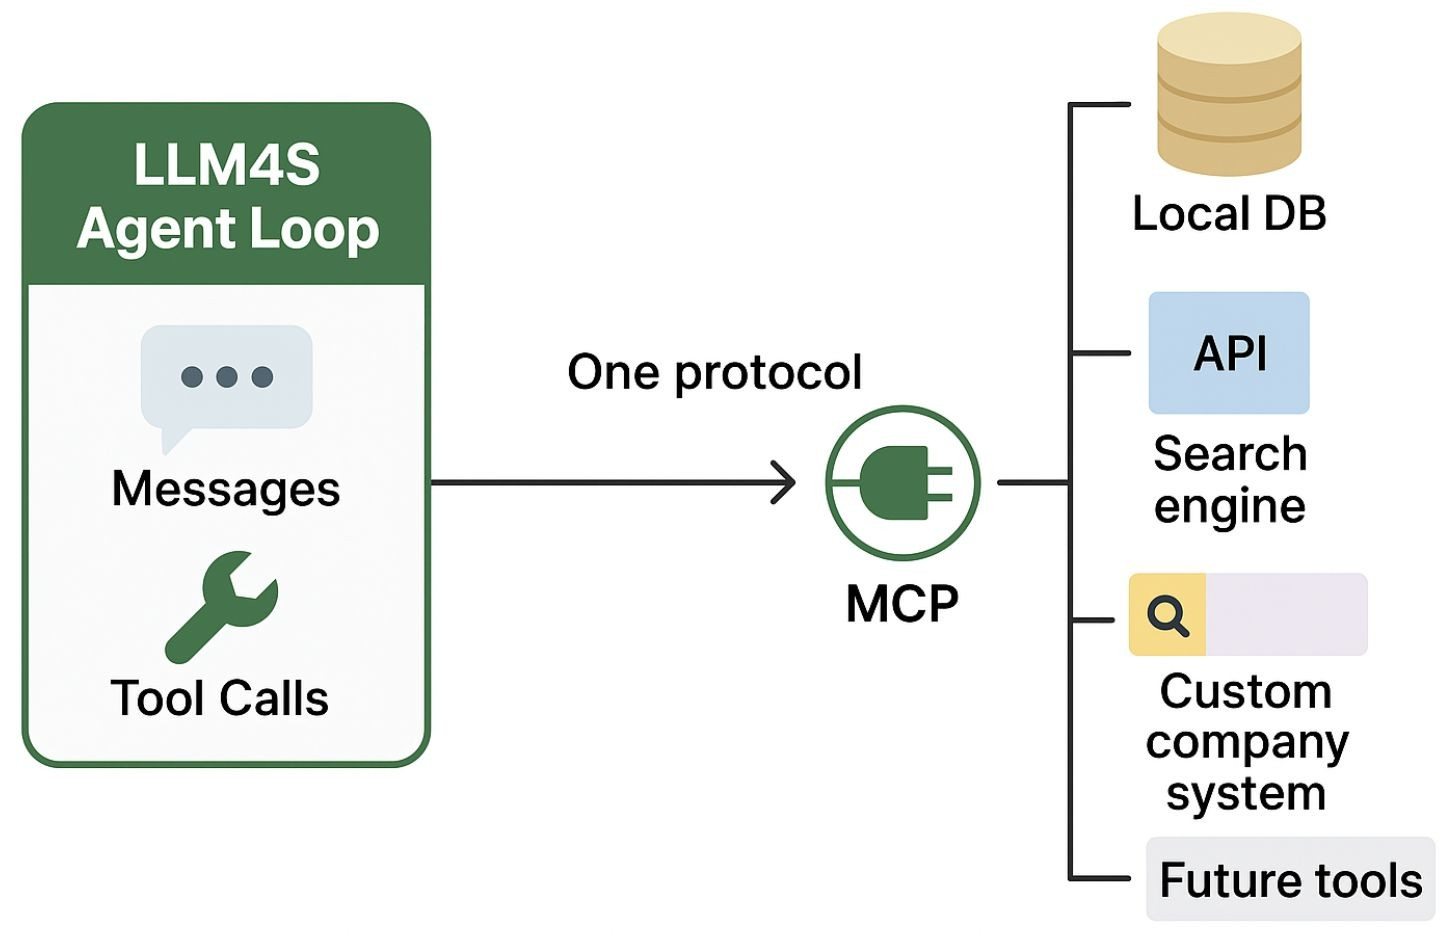 LLM4S
Agent Loop
Messages
Tool Calls
One protocol
MCP
Local DB
API
Search
engine
Custom
company
system
Future tools